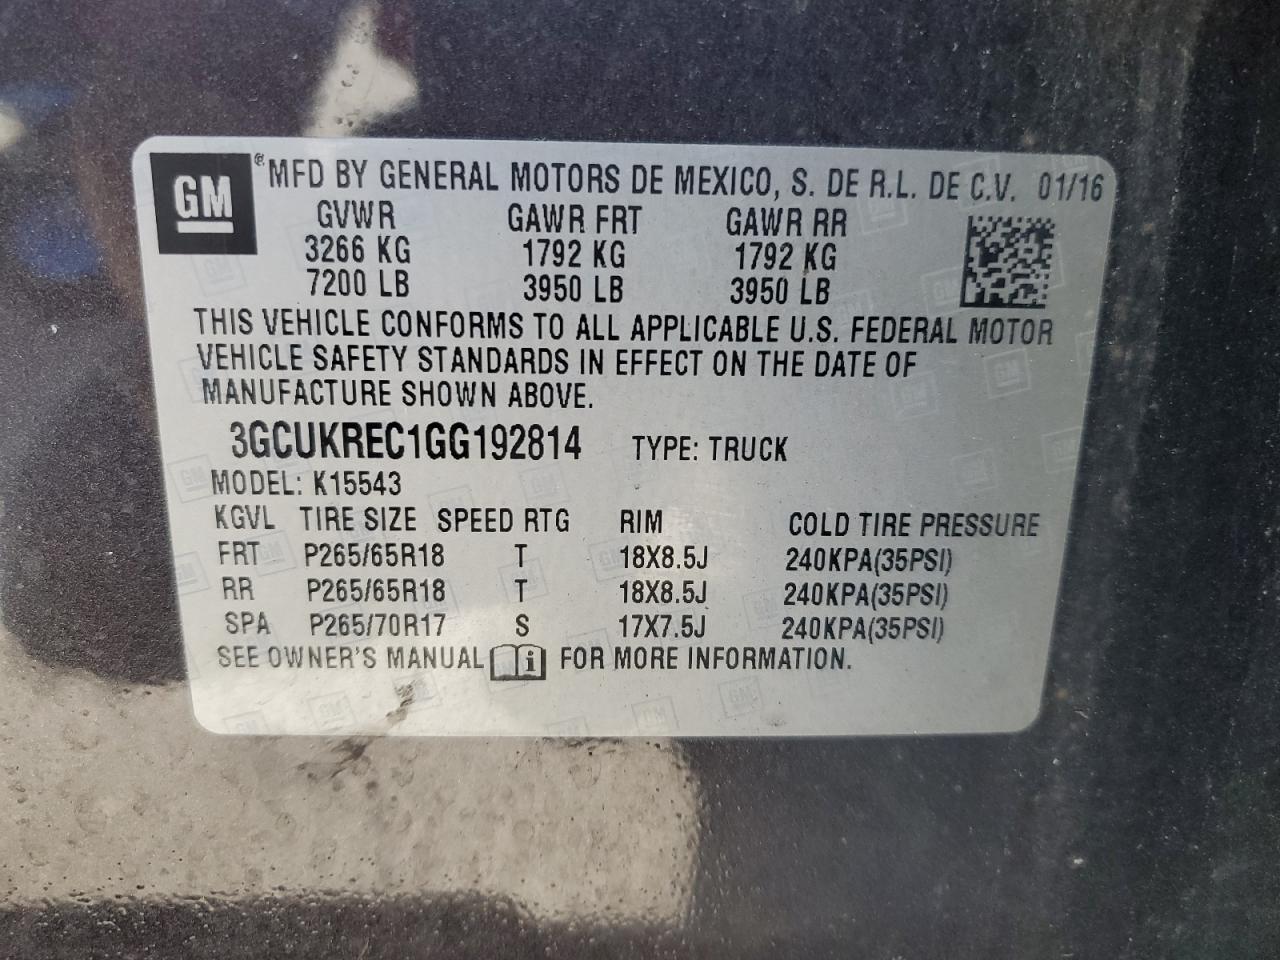 GM ® MFD BY GENERAL MOTORS DE MEXICO, S. DE R.L. DE C.V. 01/16
GVWR GAWR FRT GAWR RR
3266 KG 1792 KG 1792 KG
7200 LB 3950 LB 3950 LB
THIS VEHICLE CONFORMS TO ALL APPLICABLE U.S. FEDERAL MOTOR
VEHICLE SAFETY STANDARDS IN EFFECT ON THE DATE OF
MANUFACTURE SHOWN ABOVE.
3GCUKREC1GG192814 TYPE: TRUCK
MODEL: K15543
KGVL TIRE SIZE SPEED RTG RIM COLD TIRE PRESSURE
FRT P265/65R18 T 18X8.5J 240KPA(35PSI)
RR P265/65R18 T 18X8.5J 240KPA(35PSI)
SPA P265/70R17 S 17X7.5J 240KPA(35PSI)
SEE OWNER'S MANUAL i FOR MORE INFORMATION.